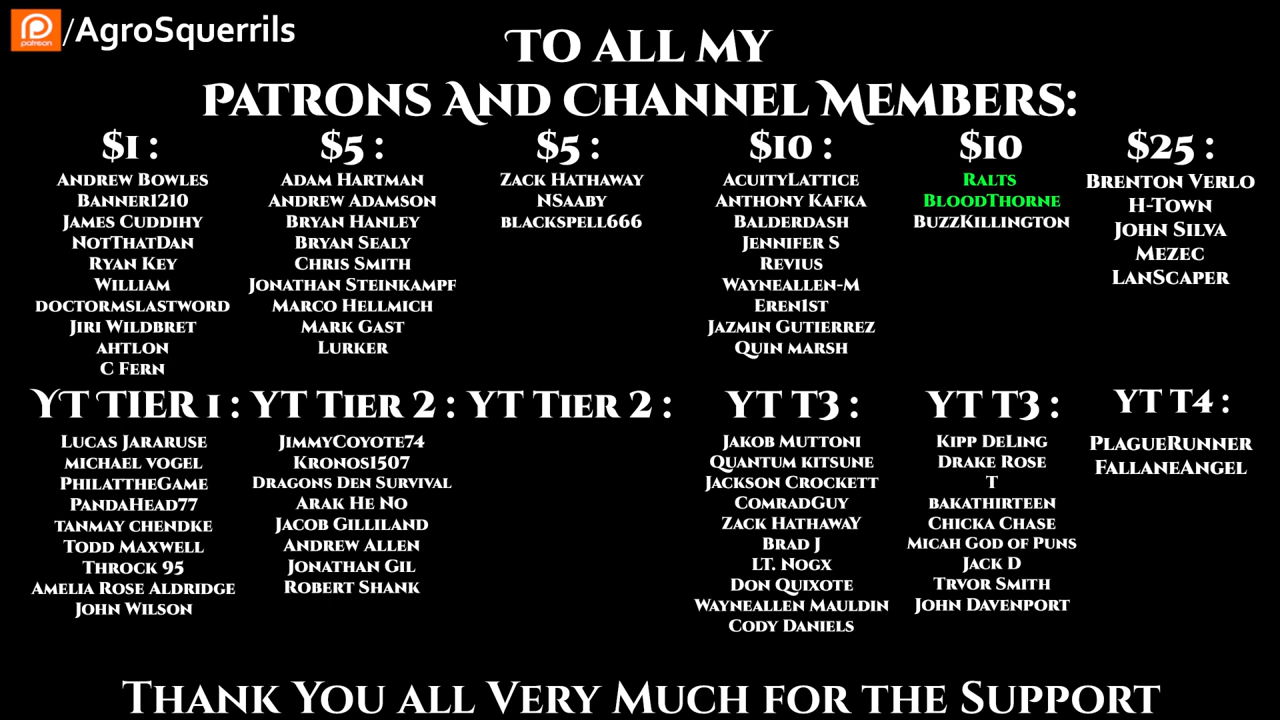 patreon
/AgroSquerrils
To all my
Patrons And Channel Members:
$1 :
Andrew Bowles
Banner1210
James Cuddihy
NotThatDan
Ryan Key
William
doctormslastword
Jiri Wildbret
ahtlon
C Fern
$5 :
Adam Hartman
Andrew Adamson
Bryan Hanley
Bryan Sealy
Chris Smith
Jonathan Steinkampf
Marco Hellmich
Mark Gast
Lurker
$5 :
Zack Hathaway
NSaaby
blackspell666
$10 :
AcuityLattice
Anthony Kafka
Balderdash
Jennifer S
Revius
Wayneallen-M
Eren1st
Jazmin Gutierrez
Quin marsh
$10
Ralts
BloodThorne
BuzzKillington
$25 :
Brenton Verlo
H-Town
John Silva
Mezec
LanScaper
YT Tier 1 :
Lucas Jararuse
michael vogel
PhilattheGame
PandaHead77
tanmay chendke
Todd Maxwell
Throck 95
Amelia Rose Aldridge
John Wilson
YT Tier 2 :
JimmyCoyote74
Kronos1507
Dragons Den Survival
Arak He No
Jacob Gilliland
Andrew Allen
Jonathan Gil
Robert Shank
YT Tier 2 :
YT T3 :
Jakob Muttoni
Quantum kitsune
Jackson Crockett
ComradGuy
Zack HathawaY
Brad J
Lt. Nogx
Don Quixote
Wayneallen Mauldin
Cody Daniels
YT T3 :
Kipp DeLing
Drake Rose
T
bakathirteen
Chicka Chase
Micah God of Puns
Jack D
Trvor Smith
John Davenport
YT T4 :
PlagueRunner
FallaneAngel
Thank You all Very Much for the Support